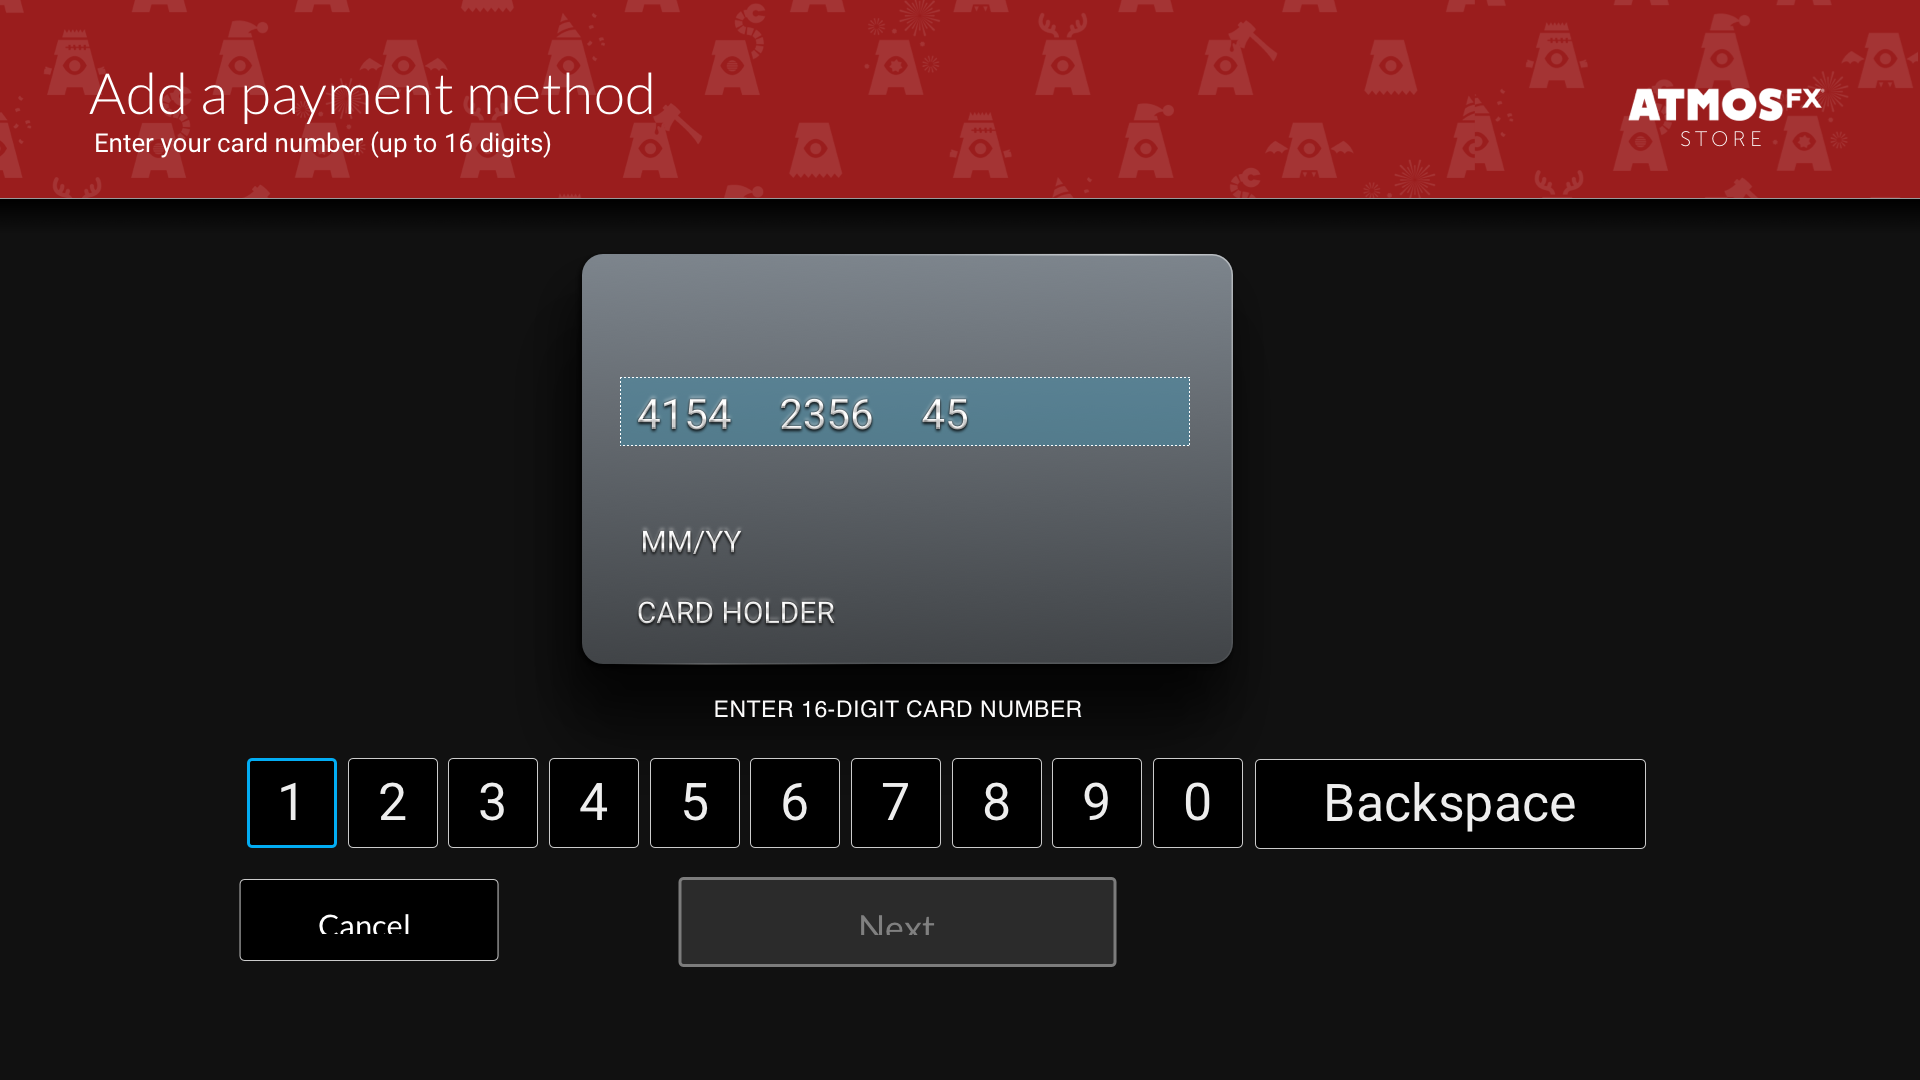 Add a payment method
Enter your card number (up to 16 digits)
ATMOSFX
STORE
4154 2356 45
MM/YY
CARD HOLDER
ENTER 16-DIGIT CARD NUMBER
1 2 3 4 5 6 7 8 9 0 Backspace
Cancel Next